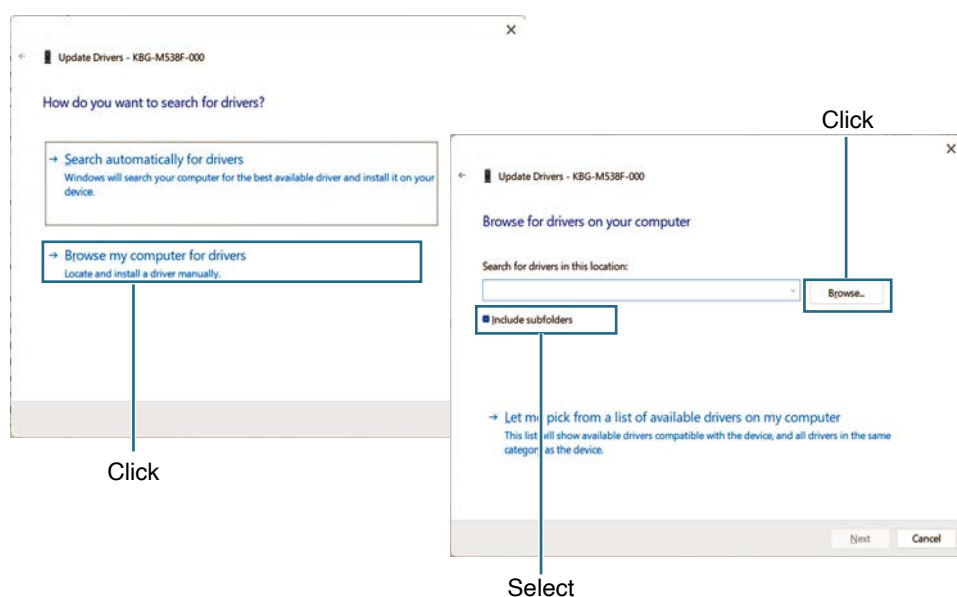 Update Drivers - KBG-M538F-000
How do you want to search for drivers?
→ Search automatically for drivers
Windows will search your computer for the best available driver and install it on your
device.
→ Browse my computer for drivers
Locate and install a driver manually.
Click
Click
Update Drivers - KBG-M538F-000
Browse for drivers on your computer
Search for drivers in this location:
Browse...
Include subfolders
→ Let me pick from a list of available drivers on my computer
This list will show available drivers compatible with the device, and all drivers in the same
category as the device.
Next Cancel
Select